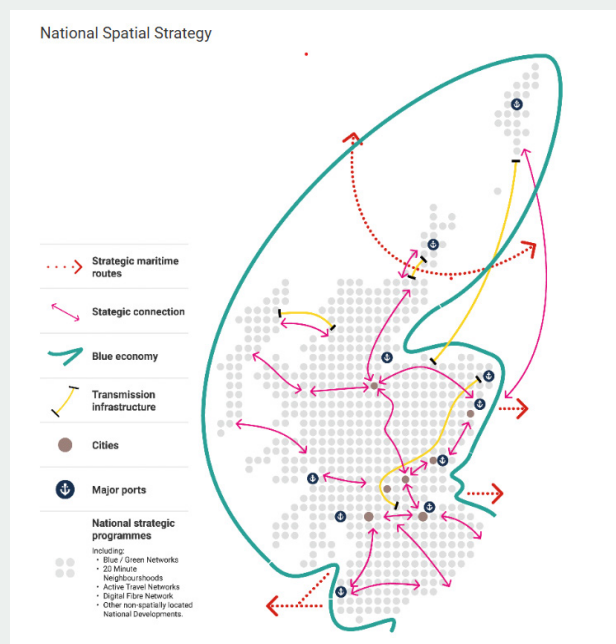 National Spatial Strategy
Strategic maritime
routes
Stategic connection
Blue economy
Transmission
infrastructure
Cities
Major ports
National strategic
programmes
Including:
• Blue / Green Networks
• 20 Minute
Neighbourshoods
• Active Travel Networks
• Digital Fibre Network
• Other non-spatially located
National Developments.